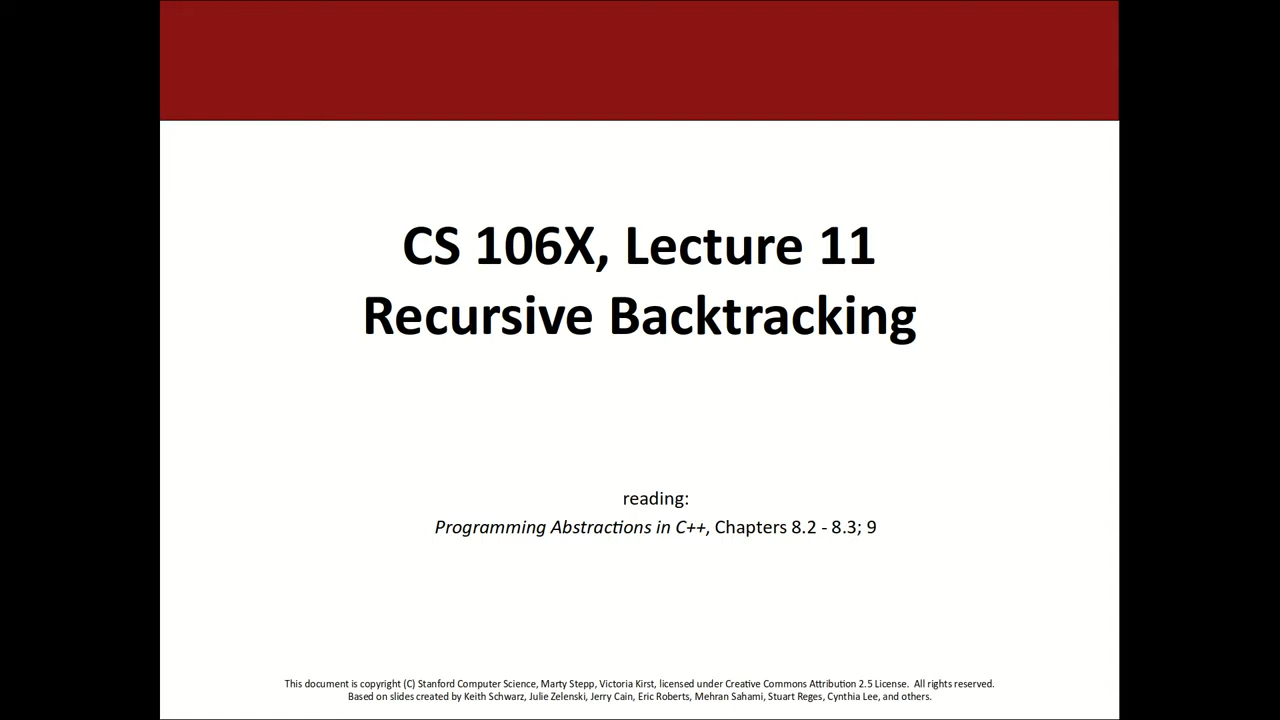 CS 106X, Lecture 11
Recursive Backtracking
reading:
Programming Abstractions in C++, Chapters 8.2 - 8.3; 9
This document is copyright (C) Stanford Computer Science, Marty Stepp, Victoria Kirst, licensed under Creative Commons Attribution 2.5 License.  All rights reserved.
Based on slides created by Keith Schwarz, Julie Zelenski, Jerry Cain, Eric Roberts, Mehran Sahami, Stuart Reges, Cynthia Lee, and others.